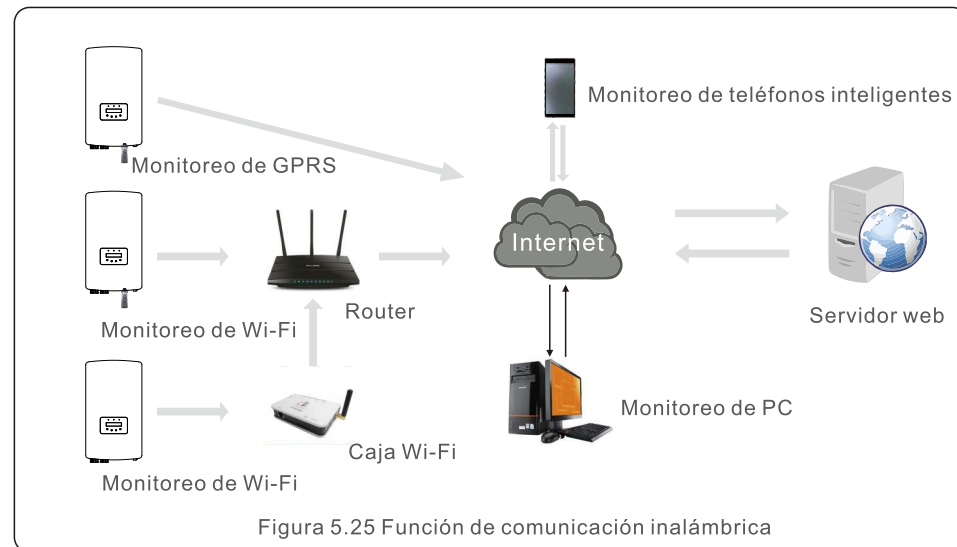 Monitoreo de teléfonos inteligentes
Monitoreo de GPRS
Internet
Router
Monitoreo de Wi-Fi
Servidor web
Monitoreo de PC
Caja Wi-Fi
Monitoreo de Wi-Fi
Figura 5.25 Función de comunicación inalámbrica